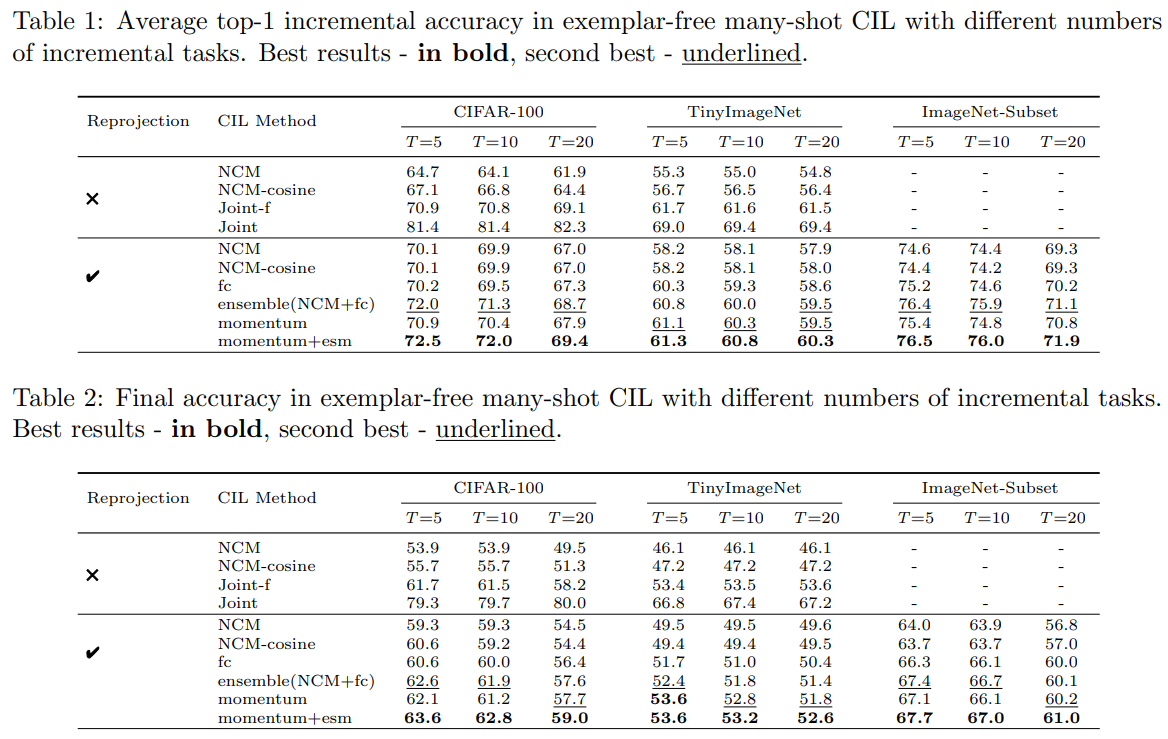 Table 1: Average top-1 incremental accuracy in exemplar-free many-shot CIL with different numbers
of incremental tasks. Best results - in bold, second best - underlined.
Reprojection CIL Method CIFAR-100 TinyImageNet ImageNet-Subset
T=5 T=10 T=20 T=5 T=10 T=20 T=5 T=10 T=20
NCM 64.7 64.1 61.9 55.3 55.0 54.8 - - -
✕ NCM-cosine 67.1 66.8 64.4 56.7 56.5 56.4 - - -
Joint-f 70.9 70.8 69.1 61.7 61.6 61.5 - - -
Joint 81.4 81.4 82.3 69.0 69.4 69.4 - - -
NCM 70.1 69.9 67.0 58.2 58.1 57.9 74.6 74.4 69.3
✔ NCM-cosine 70.1 69.9 67.0 58.2 58.1 58.0 74.4 74.2 69.3
fc 70.2 69.5 67.3 60.3 59.3 58.6 75.2 74.6 70.2
ensemble(NCM+fc) 72.0 71.3 68.7 60.8 60.0 59.5 76.4 75.9 71.1
momentum 70.9 70.4 67.9 61.1 60.3 59.5 75.4 74.8 70.8
momentum+esm 72.5 72.0 69.4 61.3 60.8 60.3 76.5 76.0 71.9
Table 2: Final accuracy in exemplar-free many-shot CIL with different numbers of incremental tasks.
Best results - in bold, second best - underlined.
Reprojection CIL Method CIFAR-100 TinyImageNet ImageNet-Subset
T=5 T=10 T=20 T=5 T=10 T=20 T=5 T=10 T=20
NCM 53.9 53.9 49.5 46.1 46.1 46.1 - - -
✕ NCM-cosine 55.7 55.7 51.3 47.2 47.2 47.2 - - -
Joint-f 61.7 61.5 58.2 53.4 53.5 53.6 - - -
Joint 79.3 79.7 80.0 66.8 67.4 67.2 - - -
NCM 59.3 59.3 54.5 49.5 49.5 49.6 64.0 63.9 56.8
✔ NCM-cosine 60.6 59.2 54.4 49.4 49.4 49.5 63.7 63.7 57.0
fc 60.6 60.0 56.4 51.7 51.0 50.4 66.3 66.1 60.0
ensemble(NCM+fc) 62.6 61.9 57.6 52.4 51.8 51.4 67.4 66.7 60.1
momentum 62.1 61.2 57.7 53.6 52.8 51.8 67.1 66.1 60.2
momentum+esm 63.6 62.8 59.0 53.6 53.2 52.6 67.7 67.0 61.0